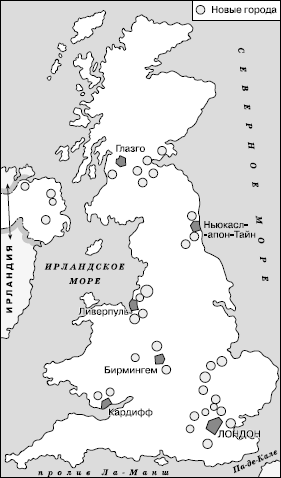 Новые города
СЕВЕРНОЕ МОРЕ
Глазго
Ньюкасл-
-апон-Тайн
ИРЛАНДИЯ
ИРЛАНДСКОЕ
МОРЕ
Ливерпуль
Бирмингем
Кардифф
ЛОНДОН
Па-де-Кале
пролив Ла-Манш